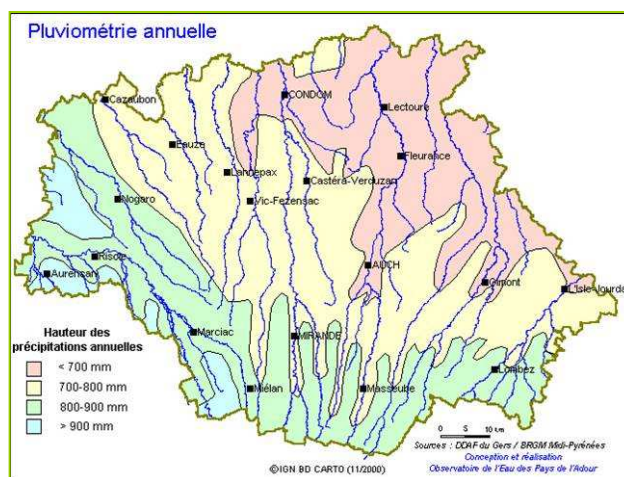 Pluviométrie annuelle
Cazaubon
CONDOM
Lectoure
Eauze
Fleurance
Lannepax
Castéra-Verduzan
Nogaro
Vic-Fezensac
Riscle
AUCH
Aurensan
Gimont
L'Isle-Jourda
Marciac
MIRANDE
Lombez
Miélan
Masseube
Hauteur des
précipitations annuelles
< 700 mm
700-800 mm
800-900 mm
> 900 mm
0 5 10 km
Sources : DDAF du Gers / BRGM Midi-Pyrénées
Conception et réalisation
Observatoire de l'Eau des Pays de l'Adour
©IGN BD CARTO (11/2000)